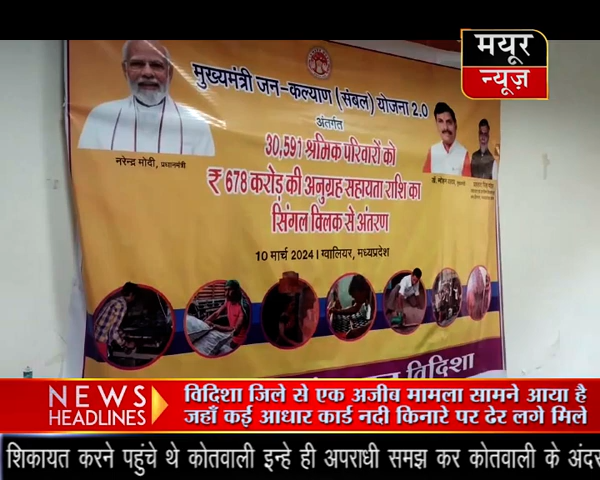 मयूर
न्यूज़
मुख्यमंत्री जन-कल्याण (संबल) योजना 2.0
अंतर्गत
30,591 श्रमिक परिवारों को
₹ 678 करोड़ की अनुग्रह सहायता राशि का
सिंगल क्लिक से अंतरण
10 मार्च 2024 | ग्वालियर, मध्यप्रदेश
नरेन्द्र मोदी, प्रधानमंत्री
विदिशा
NEWS
HEADLINES
विदिशा जिले से एक अजीब मामला सामने आया है
जहाँ कई आधार कार्ड नदी किनारे पर ढेर लगे मिले
शिकायत करने पहुंचे थे कोतवाली इन्हे ही अपराधी समझ कर कोतवाली के अंदर